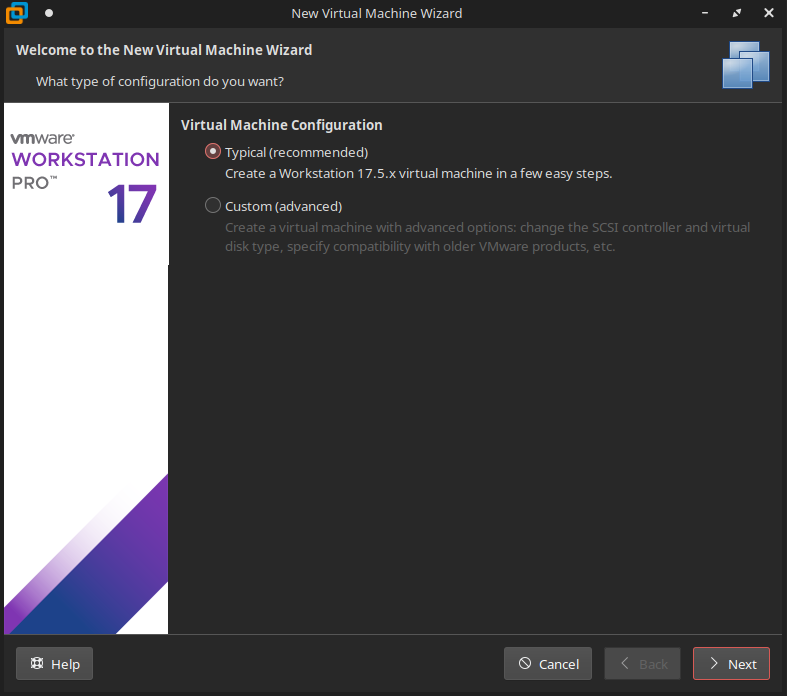 New Virtual Machine Wizard
Welcome to the New Virtual Machine Wizard
What type of configuration do you want?
vmware
WORKSTATION
PRO™
17
Virtual Machine Configuration
Typical (recommended)
Create a Workstation 17.5.x virtual machine in a few easy steps.
Custom (advanced)
Create a virtual machine with advanced options: change the SCSI controller and virtual
disk type, specify compatibility with older VMware products, etc.
Help
Cancel
Back
Next